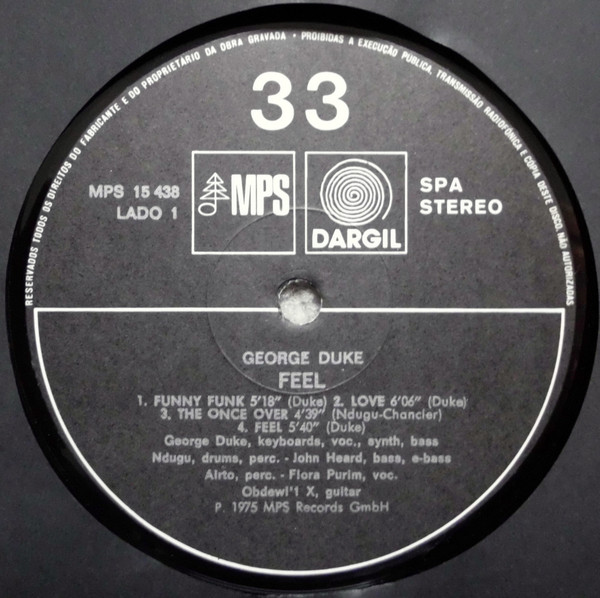 RESERVADOS TODOS OS DIREITOS DO FABRICANTE E DO PROPRIETÁRIO DA OBRA GRAVADA • PROIBIDAS A EXECUÇÃO PÚBLICA, TRANSMISSÃO RADIOFÓNICA E CÓPIA DESTE DISCO, NÃO AUTORIZADAS
33
MPS 15 438
LADO 1
MPS
DARGIL
SPA
STEREO
GEORGE DUKE
FEEL
1. FUNNY FUNK 5'18" (Duke) 2. LOVE 6'06" (Duke)
3. THE ONCE OVER 4'39" (Ndugu-Chancler)
4. FEEL 5'40" (Duke)
George Duke, keyboards, voc., synth, bass
Ndugu, drums, perc. - John Heard, bass, e-bass
Airto, perc. - Flora Purim, voc.
Obdewl'1 X, guitar
P. 1975 MPS Records GmbH